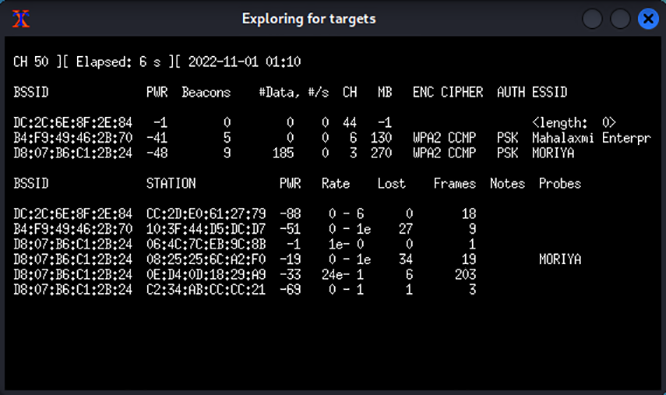 Exploring for targets
CH 50 ][ Elapsed: 6 s ][ 2022-11-01 01:10
BSSID PWR Beacons #Data, #/s CH MB ENC CIPHER AUTH ESSID
DC:2C:6E:8F:2E:84 -1 0 0 0 44 -1 <length: 0>
B4:F9:49:46:2B:70 -41 5 0 0 6 130 WPA2 CCMP PSK Mahalaxmi Enterpr
D8:07:B6:C1:2B:24 -48 9 185 0 3 270 WPA2 CCMP PSK MORIYA
BSSID STATION PWR Rate Lost Frames Notes Probes
DC:2C:6E:8F:2E:84 CC:2D:E0:61:27:79 -88 0 - 6 0 18
B4:F9:49:46:2B:70 10:3F:44:D5:DC:D7 -51 0 - 1e 27 9
D8:07:B6:C1:2B:24 06:4C:7C:EB:9C:8B -1 1e- 0 0 1
D8:07:B6:C1:2B:24 08:25:25:6C:A2:F0 -19 0 - 1e 34 19 MORIYA
D8:07:B6:C1:2B:24 0E:D4:0D:18:29:A9 -33 24e- 1 6 203
D8:07:B6:C1:2B:24 C2:34:AB:CC:CC:21 -69 0 - 1 1 3